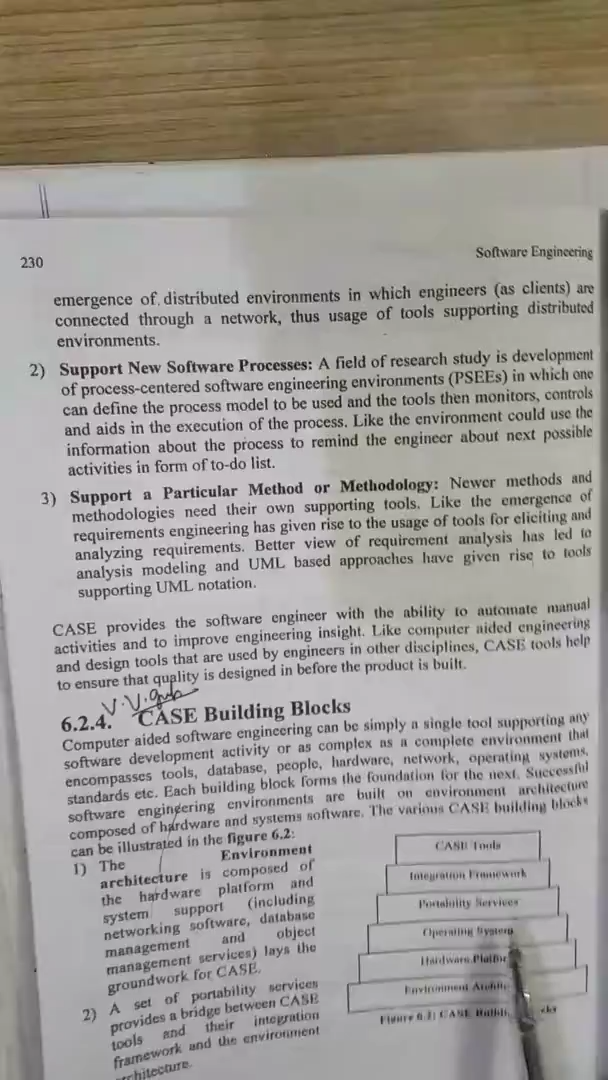 230
Software Engineering
emergence of distributed environments in which engineers (as clients) are
connected through a network, thus usage of tools supporting distributed
environments.
2) Support New Software Processes: A field of research study is development
of process-centered software engineering environments (PSEEs) in which one
can define the process model to be used and the tools then monitors, controls
and aids in the execution of the process. Like the environment could use the
information about the process to remind the engineer about next possible
activities in form of to-do list.
3) Support a Particular Method or Methodology: Newer methods and
methodologies need their own supporting tools. Like the emergence of
requirements engineering has given rise to the usage of tools for eliciting and
analyzing requirements. Better view of requirement analysis has led to
analysis modeling and UML based approaches have given rise to tools
supporting UML notation.
CASE provides the software engineer with the ability to automate manual
activities and to improve engineering insight. Like computer aided engineering
and design tools that are used by engineers in other disciplines, CASE tools help
to ensure that quality is designed in before the product is built.
V.V.
6.2.4. CASE Building Blocks
Computer aided software engineering can be simply a single tool supporting any
software development activity or as complex as a complete environment that
encompasses tools, database, people, hardware, network, operating systems,
standards etc. Each building block forms the foundation for the next. Successful
software engineering environments are built on environment architecture
composed of hardware and systems software. The various CASE building blocks
can be illustrated in the figure 6.2:
1) The Environment
architecture is composed of
the hardware platform and
system support (including
networking software, database
management and object
management services) lays the
groundwork for CASE.
2) A set of portability services
provides a bridge between CASE
tools and their integration
framework and the environment
architecture.
CASE Tools
Integration Framework
Portability Services
Operating System
Hardware Platfor
Environment Archite
Figure 6.2: CASE Buildi cks